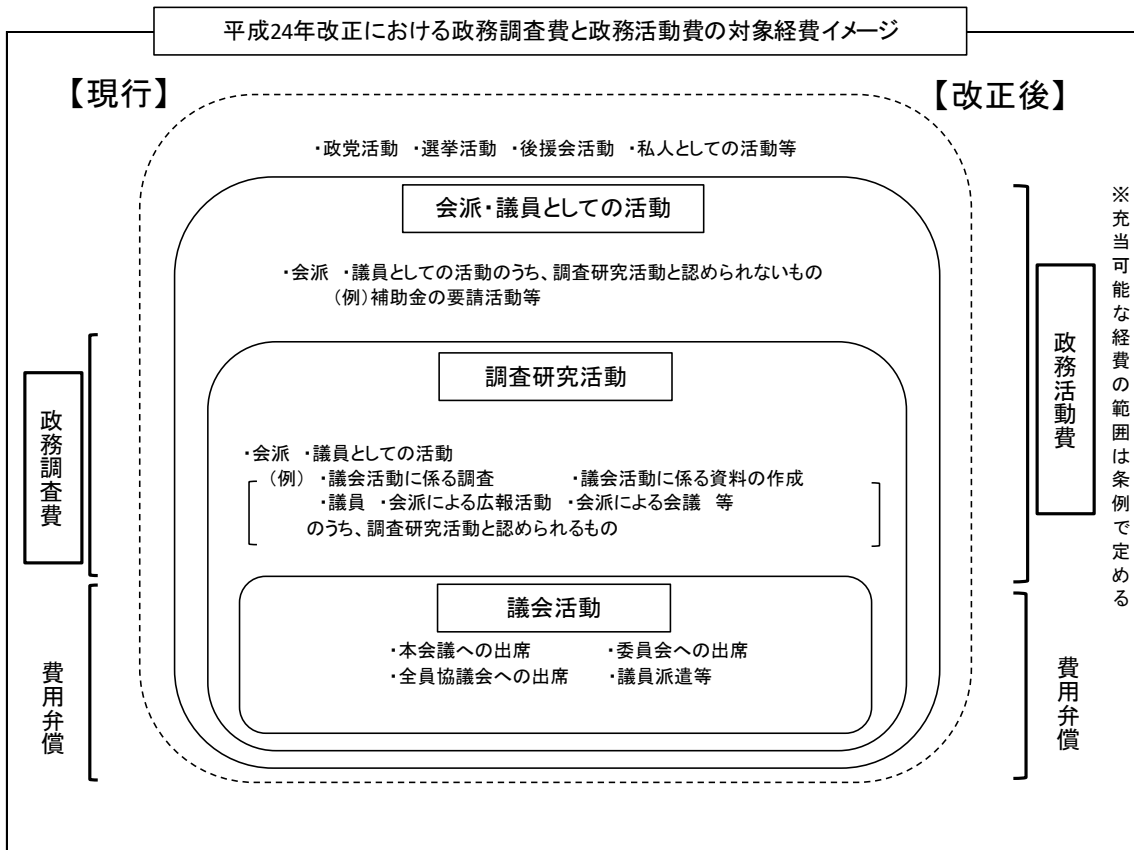 平成24年改正における政務調査費と政務活動費の対象経費イメージ
【現行】
【改正後】
・政党活動 ・選挙活動 ・後援会活動 ・私人としての活動等
会派・議員としての活動
・会派 ・議員としての活動のうち、調査研究活動と認められないもの
(例)補助金の要請活動等
調査研究活動
・会派 ・議員としての活動
(例) ・議会活動に係る調査 ・議会活動に係る資料の作成
・議員 ・会派による広報活動 ・会派による会議 等
のうち、調査研究活動と認められるもの
議会活動
・本会議への出席 ・委員会への出席
・全員協議会への出席 ・議員派遣等
政務調査費
費用弁償
政務活動費
費用弁償
※充当可能な経費の範囲は条例で定める